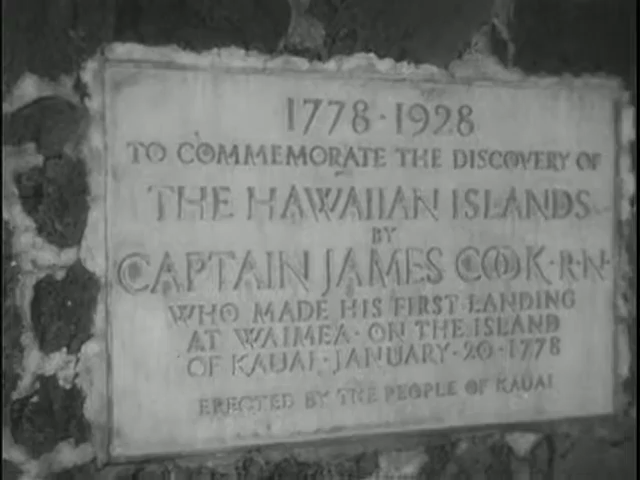 1778·1928
TO COMMEMORATE THE DISCOVERY OF
THE HAWAIIAN ISLANDS
BY
CAPTAIN JAMES COOK·R·N·
WHO MADE HIS FIRST LANDING
AT WAIMEA·ON THE ISLAND
OF KAUAI·JANUARY·20·1778
ERECTED BY THE PEOPLE OF KAUAI